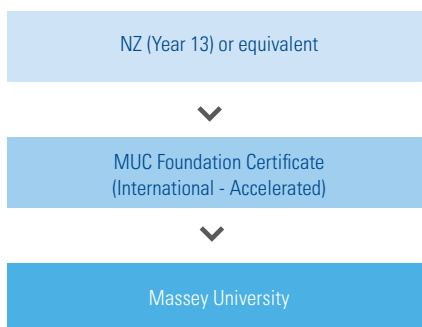 NZ (Year 13) or equivalent
MUC Foundation Certificate
(International - Accelerated)
Massey University